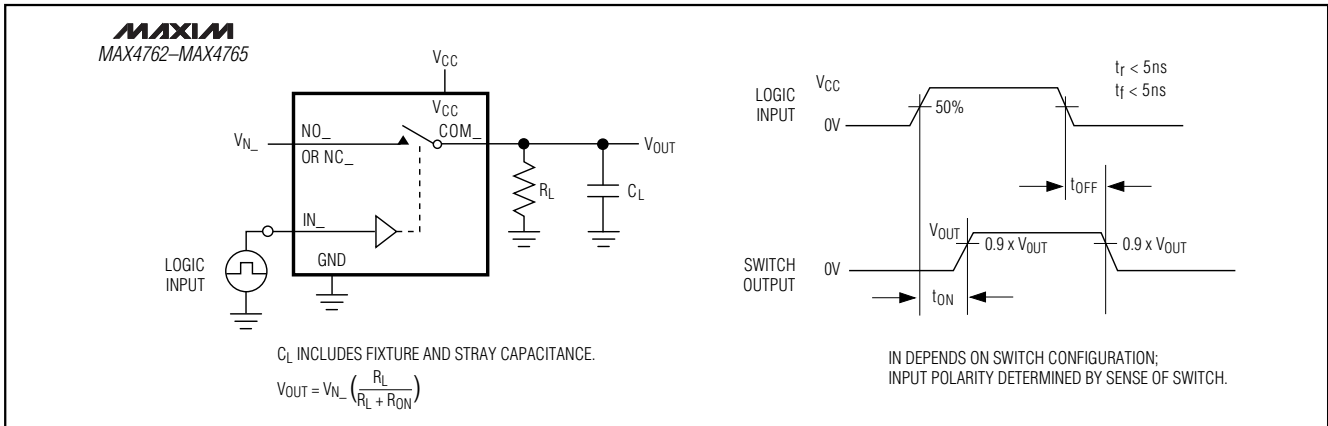 MAXIM
MAX4762–MAX4765
VCC
VCC
VN_
NO_
COM_
OR NC_
VOUT
RL
CL
IN_
LOGIC
INPUT
GND
CL INCLUDES FIXTURE AND STRAY CAPACITANCE.
VOUT = VN_ (RL / RL + RON)
LOGIC
INPUT
VCC
0V
50%
tr < 5ns
tf < 5ns
tOFF
SWITCH
OUTPUT
VOUT
0V
0.9 x VOUT
0.9 x VOUT
tON
IN DEPENDS ON SWITCH CONFIGURATION;
INPUT POLARITY DETERMINED BY SENSE OF SWITCH.